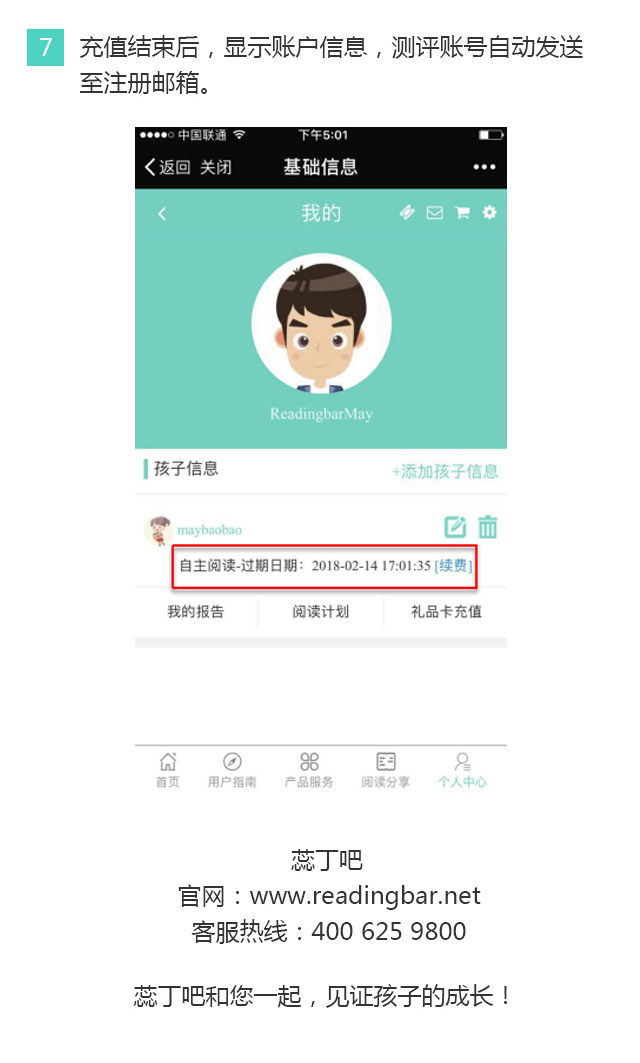 7 充值结束后，显示账户信息，测评账号自动发送
至注册邮箱。
中国联通 下午5:01
返回 关闭 基础信息
我的
ReadingbarMay
孩子信息 +添加孩子信息
maybaobao
自主阅读-过期日期：2018-02-14 17:01:35 [续费]
我的报告 阅读计划 礼品卡充值
首页 用户指南 产品服务 阅读分享 个人中心
蕊丁吧
官网：www.readingbar.net
客服热线：400 625 9800
蕊丁吧和您一起，见证孩子的成长！